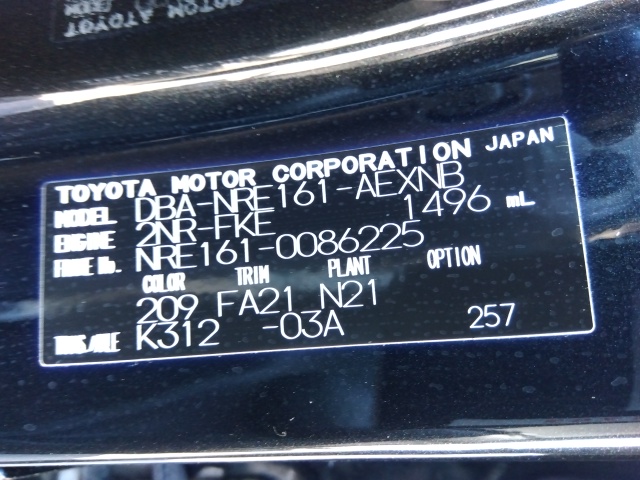 TOYOTA MOTOR CORPORATION JAPAN
MODEL DBA-NRE161-AEXNB
ENGINE 2NR-FKE 1496 mL
FRAME No. NRE161-0086225
COLOR TRIM PLANT OPTION
209 FA21 N21
TRANS./AXLE K312 -03A 257